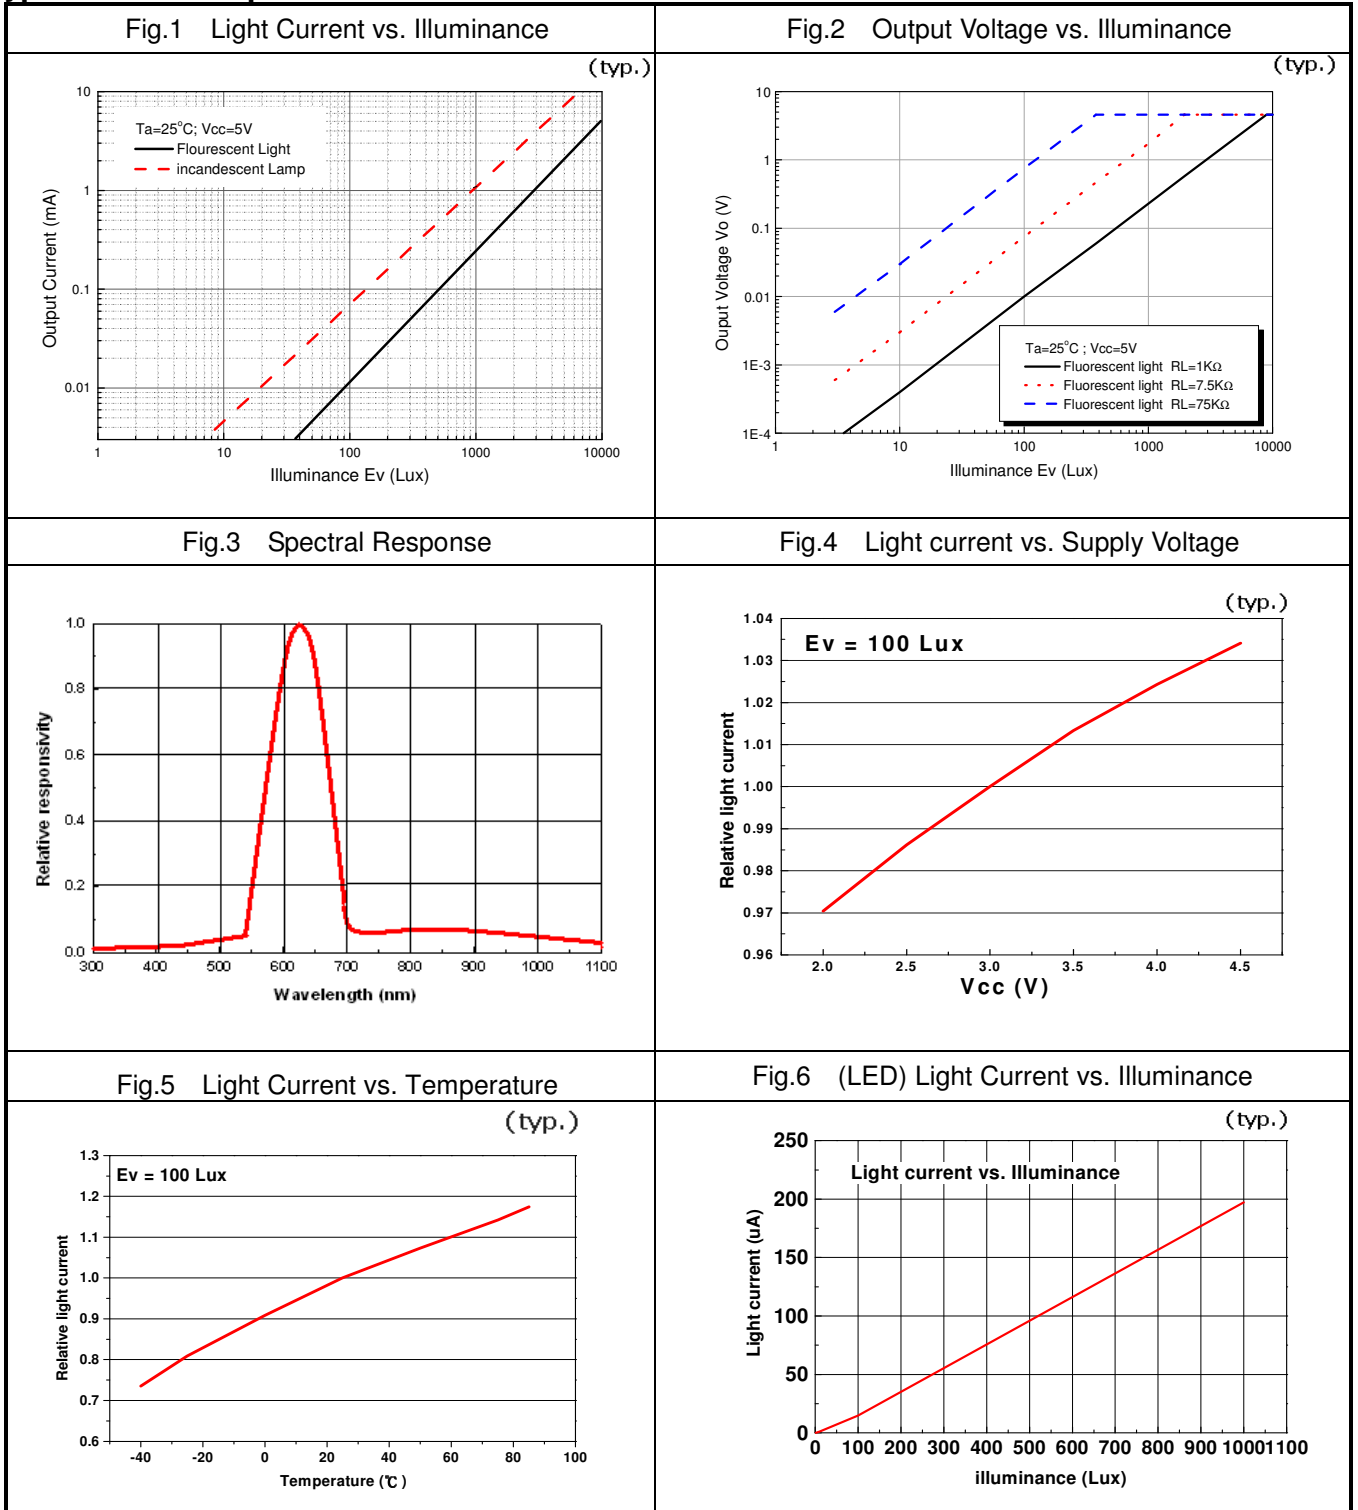 Fig.1 Light Current vs. Illuminance
(typ.)
10
1
0.1
0.01
Output Current (mA)
Ta=25°C; Vcc=5V
Flourescent Light
incandescent Lamp
1 10 100 1000 10000
Illuminance Ev (Lux)
Fig.2 Output Voltage vs. Illuminance
(typ.)
10
1
0.1
0.01
1E-3
1E-4
Ouput Voltage Vo (V)
Ta=25°C ; Vcc=5V
Fluorescent light RL=1KΩ
Fluorescent light RL=7.5KΩ
Fluorescent light RL=75KΩ
1 10 100 1000 10000
Illuminance Ev (Lux)
Fig.3 Spectral Response
1.0
0.8
0.6
0.4
0.2
0.0
Relative responsivity
300 400 500 600 700 800 900 1000 1100
Wavelength (nm)
Fig.4 Light current vs. Supply Voltage
(typ.)
Ev = 100 Lux
1.04
1.03
1.02
1.01
1.00
0.99
0.98
0.97
0.96
Relative light current
2.0 2.5 3.0 3.5 4.0 4.5
Vcc (V)
Fig.5 Light Current vs. Temperature
(typ.)
Ev = 100 Lux
1.3
1.2
1.1
1.0
0.9
0.8
0.7
0.6
Relative light current
-40 -20 0 20 40 60 80 100
Temperature (℃)
Fig.6 (LED) Light Current vs. Illuminance
(typ.)
Light current vs. Illuminance
250
200
150
100
50
0
Light current (uA)
0 100 200 300 400 500 600 700 800 900 1000 1100
illuminance (Lux)